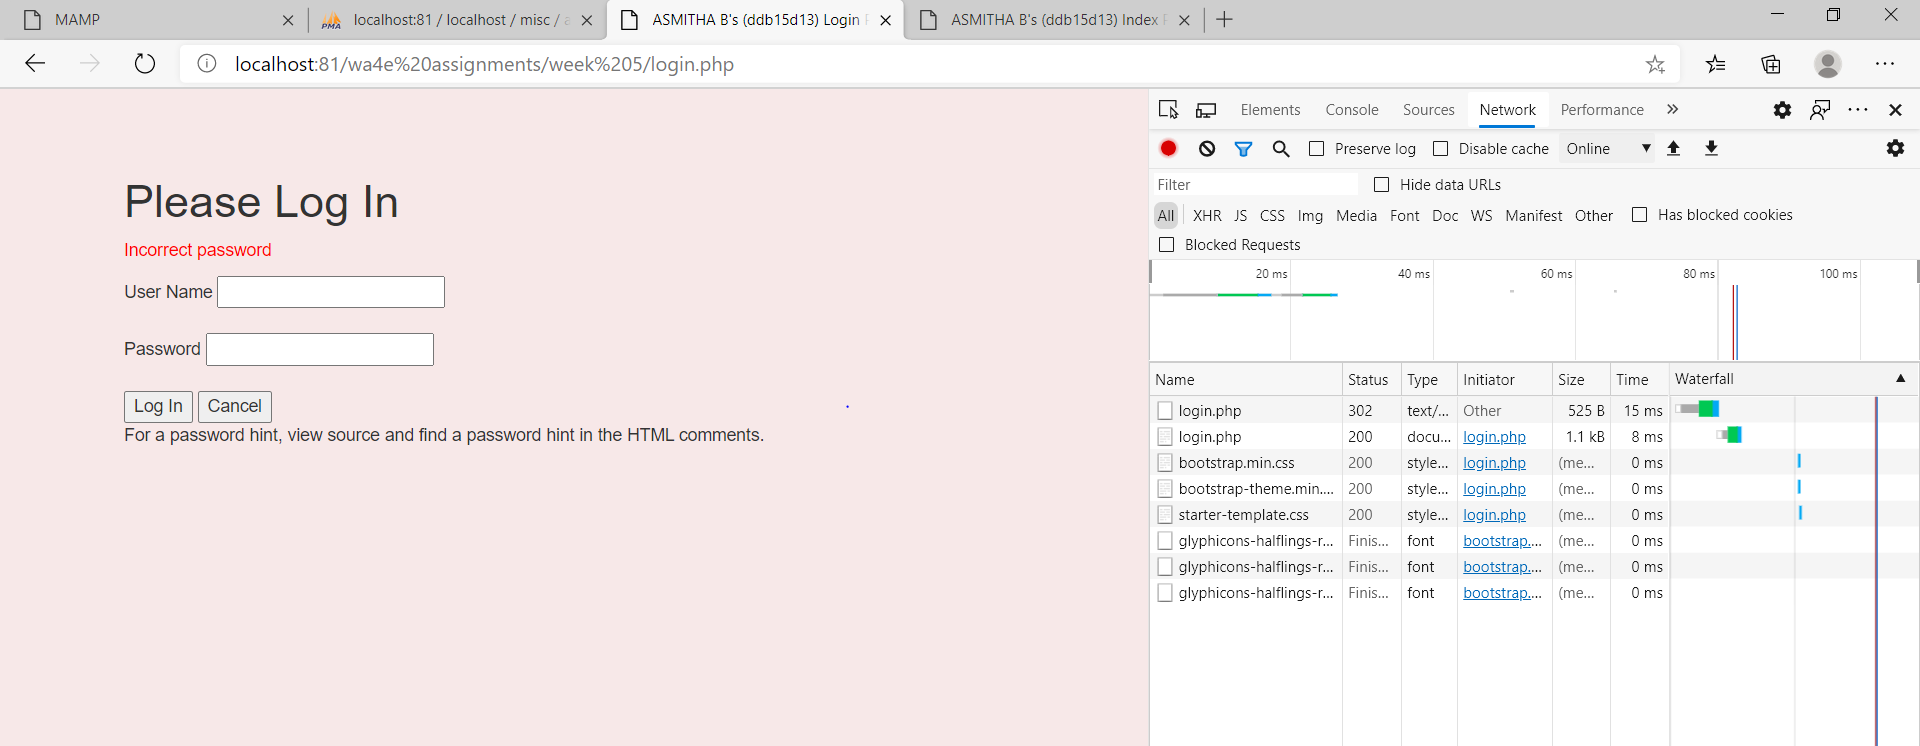 MAMP
localhost:81 / localhost / misc / a
ASMITHA B's (ddb15d13) Login P
ASMITHA B's (ddb15d13) Index P
localhost:81/wa4e%20assignments/week%205/login.php
Elements Console Sources Network Performance
Preserve log Disable cache Online
Filter Hide data URLs
All XHR JS CSS Img Media Font Doc WS Manifest Other Has blocked cookies
Blocked Requests
20 ms 40 ms 60 ms 80 ms 100 ms
Name Status Type Initiator Size Time Waterfall
login.php 302 text/... Other 525 B 15 ms
login.php 200 docu... login.php 1.1 kB 8 ms
bootstrap.min.css 200 style... login.php (me... 0 ms
bootstrap-theme.min.... 200 style... login.php (me... 0 ms
starter-template.css 200 style... login.php (me... 0 ms
glyphicons-halflings-r... Finis... font bootstrap.... (me... 0 ms
glyphicons-halflings-r... Finis... font bootstrap.... (me... 0 ms
glyphicons-halflings-r... Finis... font bootstrap.... (me... 0 ms
Please Log In
Incorrect password
User Name
Password
Log In Cancel
For a password hint, view source and find a password hint in the HTML comments.